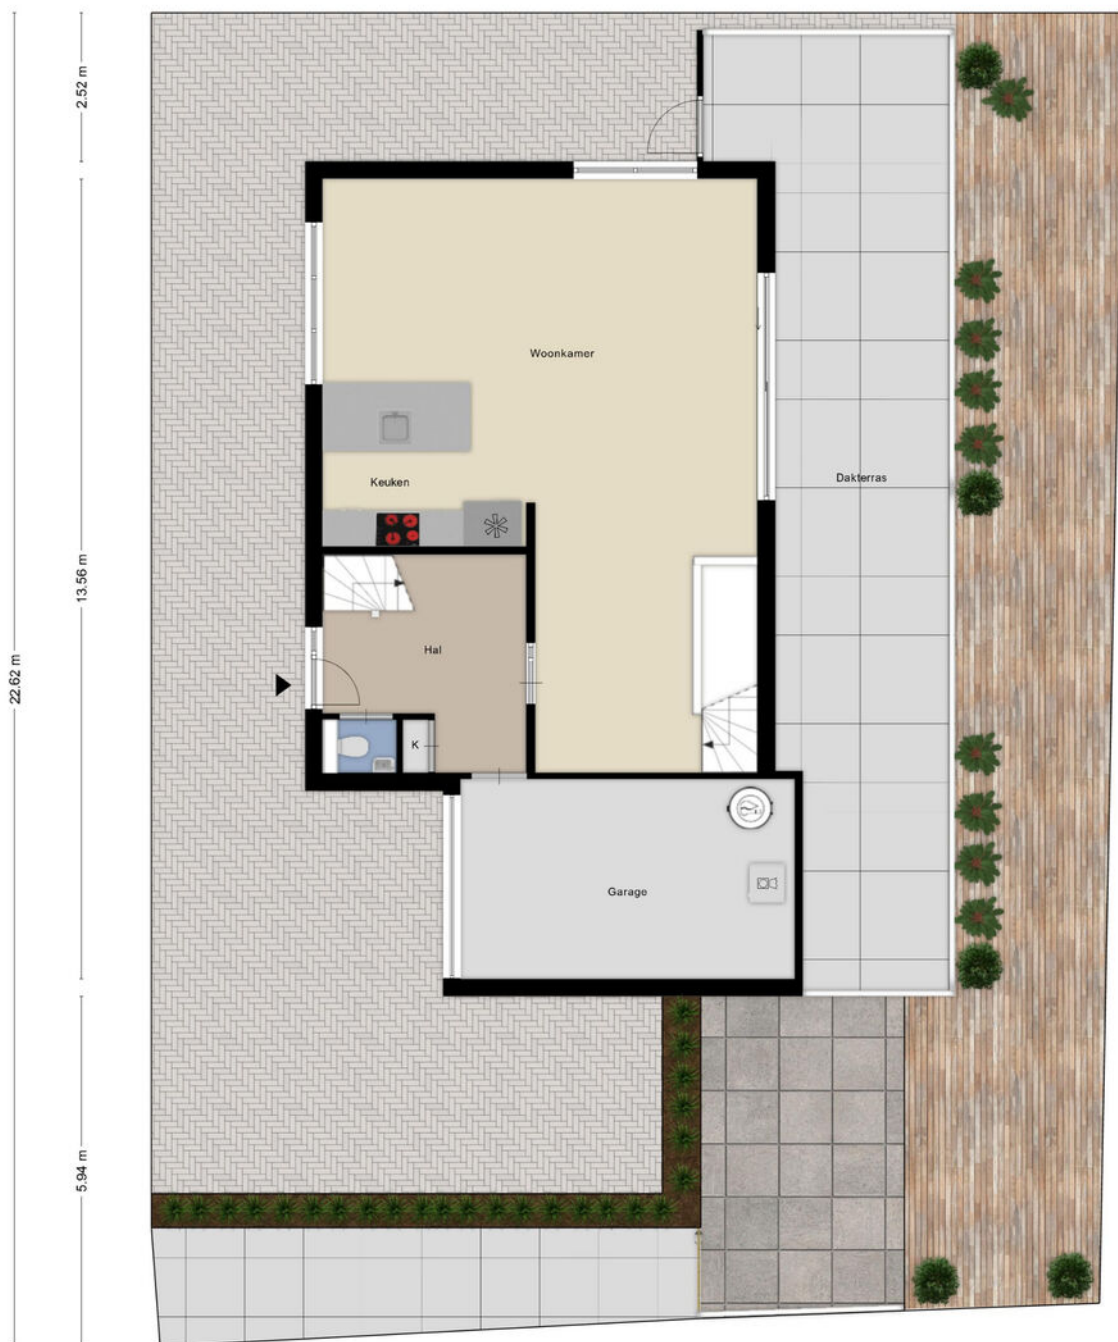 2.52 m
13.56 m
22.62 m
5.94 m
Woonkamer
Keuken
Dakterras
Hal
K
Garage